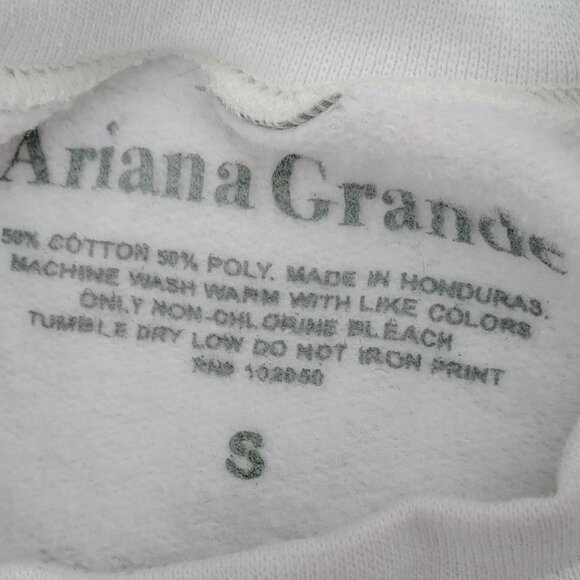 Ariana Grande
50% COTTON 50% POLY. MADE IN HONDURAS.
MACHINE WASH WARM WITH LIKE COLORS
ONLY NON-CHLORINE BLEACH
TUMBLE DRY LOW DO NOT IRON PRINT
RN#
S